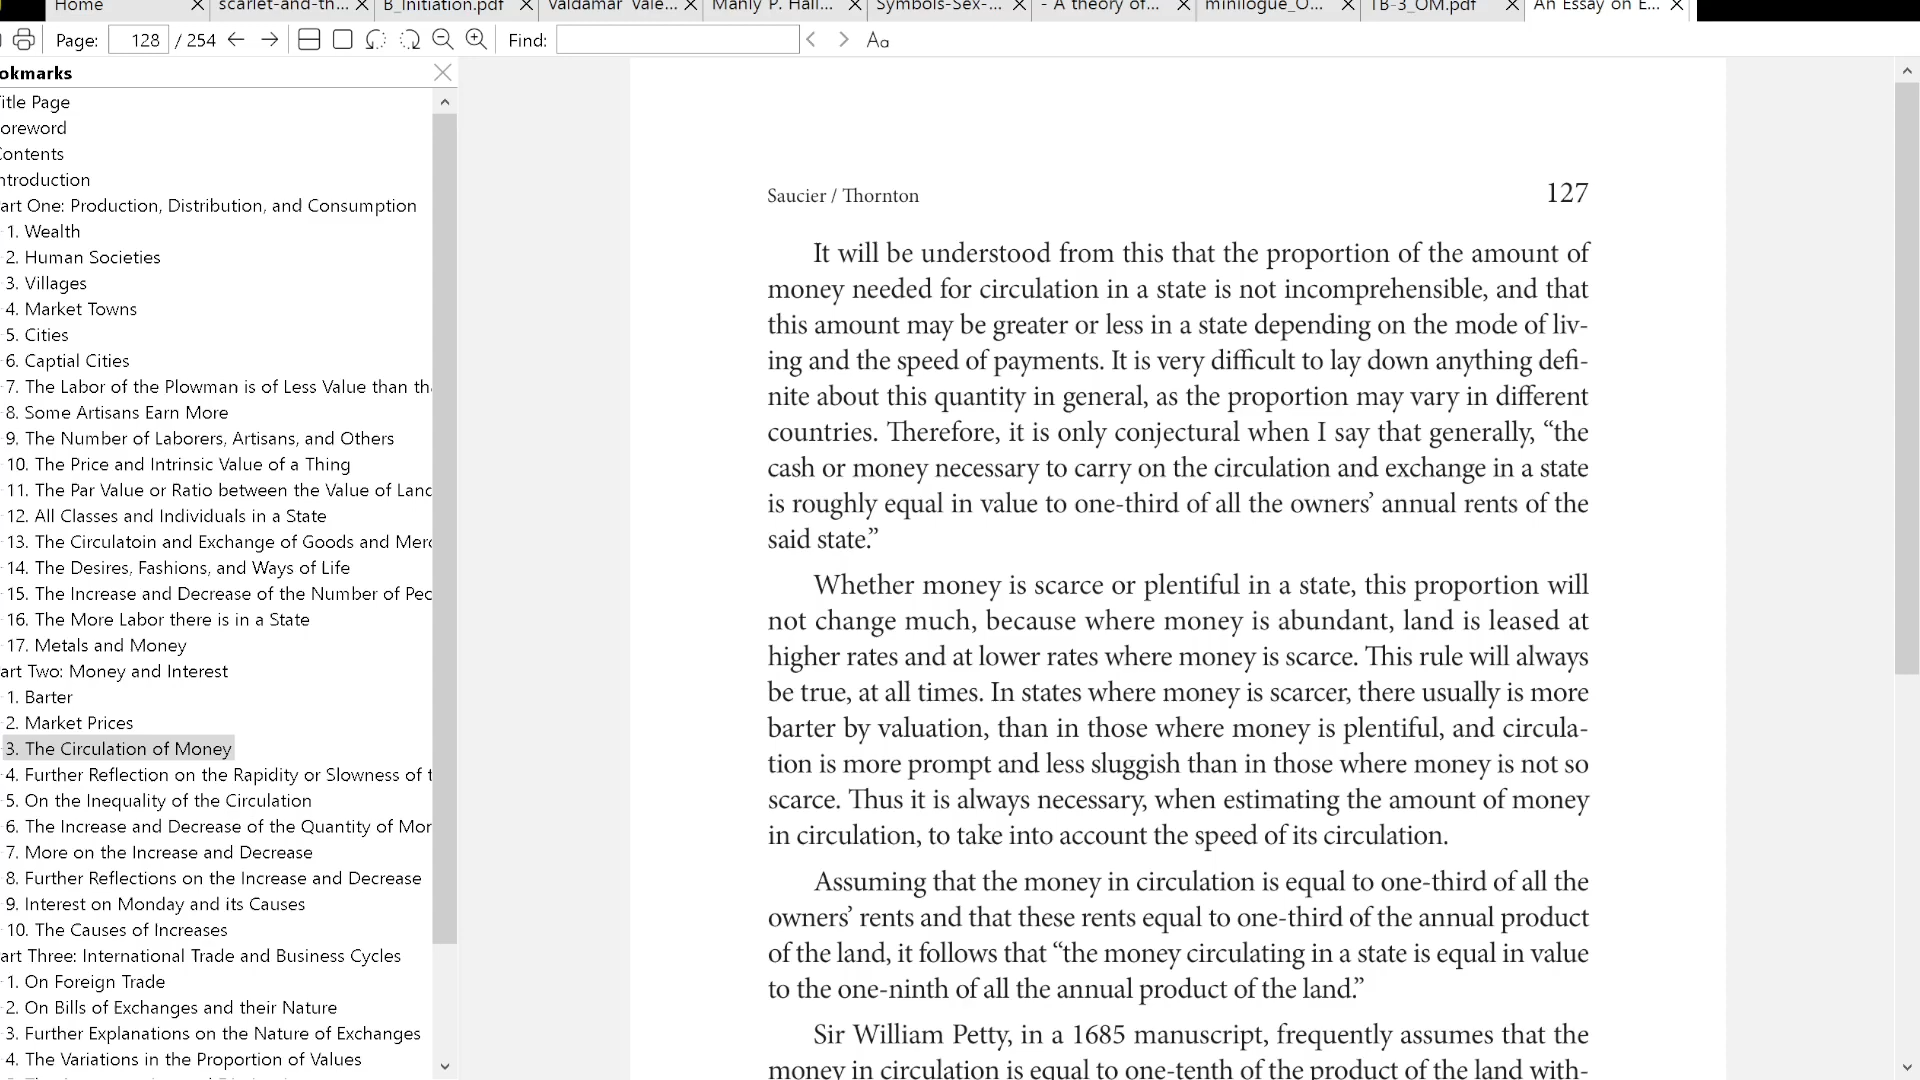 Home scarlet-and-th... B_Initiation.pdf Valdamar Vale... Manly P. Hall... Symbols-Sex-... - A theory of... minilogue_O... TB-3_OM.pdf An Essay on E...
Page: 128 / 254 Find: Aa
okmarks
itle Page
oreword
Contents
ntroduction
art One: Production, Distribution, and Consumption
1. Wealth
2. Human Societies
3. Villages
4. Market Towns
5. Cities
6. Captial Cities
7. The Labor of the Plowman is of Less Value than th
8. Some Artisans Earn More
9. The Number of Laborers, Artisans, and Others
10. The Price and Intrinsic Value of a Thing
11. The Par Value or Ratio between the Value of Land
12. All Classes and Individuals in a State
13. The Circulatoin and Exchange of Goods and Merc
14. The Desires, Fashions, and Ways of Life
15. The Increase and Decrease of the Number of Peo
16. The More Labor there is in a State
17. Metals and Money
art Two: Money and Interest
1. Barter
2. Market Prices
3. The Circulation of Money
4. Further Reflection on the Rapidity or Slowness of t
5. On the Inequality of the Circulation
6. The Increase and Decrease of the Quantity of Mon
7. More on the Increase and Decrease
8. Further Reflections on the Increase and Decrease
9. Interest on Monday and its Causes
10. The Causes of Increases
art Three: International Trade and Business Cycles
1. On Foreign Trade
2. On Bills of Exchanges and their Nature
3. Further Explanations on the Nature of Exchanges
4. The Variations in the Proportion of Values
Saucier / Thornton 127
It will be understood from this that the proportion of the amount of
money needed for circulation in a state is not incomprehensible, and that
this amount may be greater or less in a state depending on the mode of liv-
ing and the speed of payments. It is very difficult to lay down anything defi-
nite about this quantity in general, as the proportion may vary in different
countries. Therefore, it is only conjectural when I say that generally, “the
cash or money necessary to carry on the circulation and exchange in a state
is roughly equal in value to one-third of all the owners’ annual rents of the
said state.”
Whether money is scarce or plentiful in a state, this proportion will
not change much, because where money is abundant, land is leased at
higher rates and at lower rates where money is scarce. This rule will always
be true, at all times. In states where money is scarcer, there usually is more
barter by valuation, than in those where money is plentiful, and circula-
tion is more prompt and less sluggish than in those where money is not so
scarce. Thus it is always necessary, when estimating the amount of money
in circulation, to take into account the speed of its circulation.
Assuming that the money in circulation is equal to one-third of all the
owners’ rents and that these rents equal to one-third of the annual product
of the land, it follows that “the money circulating in a state is equal in value
to the one-ninth of all the annual product of the land.”
Sir William Petty, in a 1685 manuscript, frequently assumes that the
money in circulation is equal to one-tenth of the product of the land with-